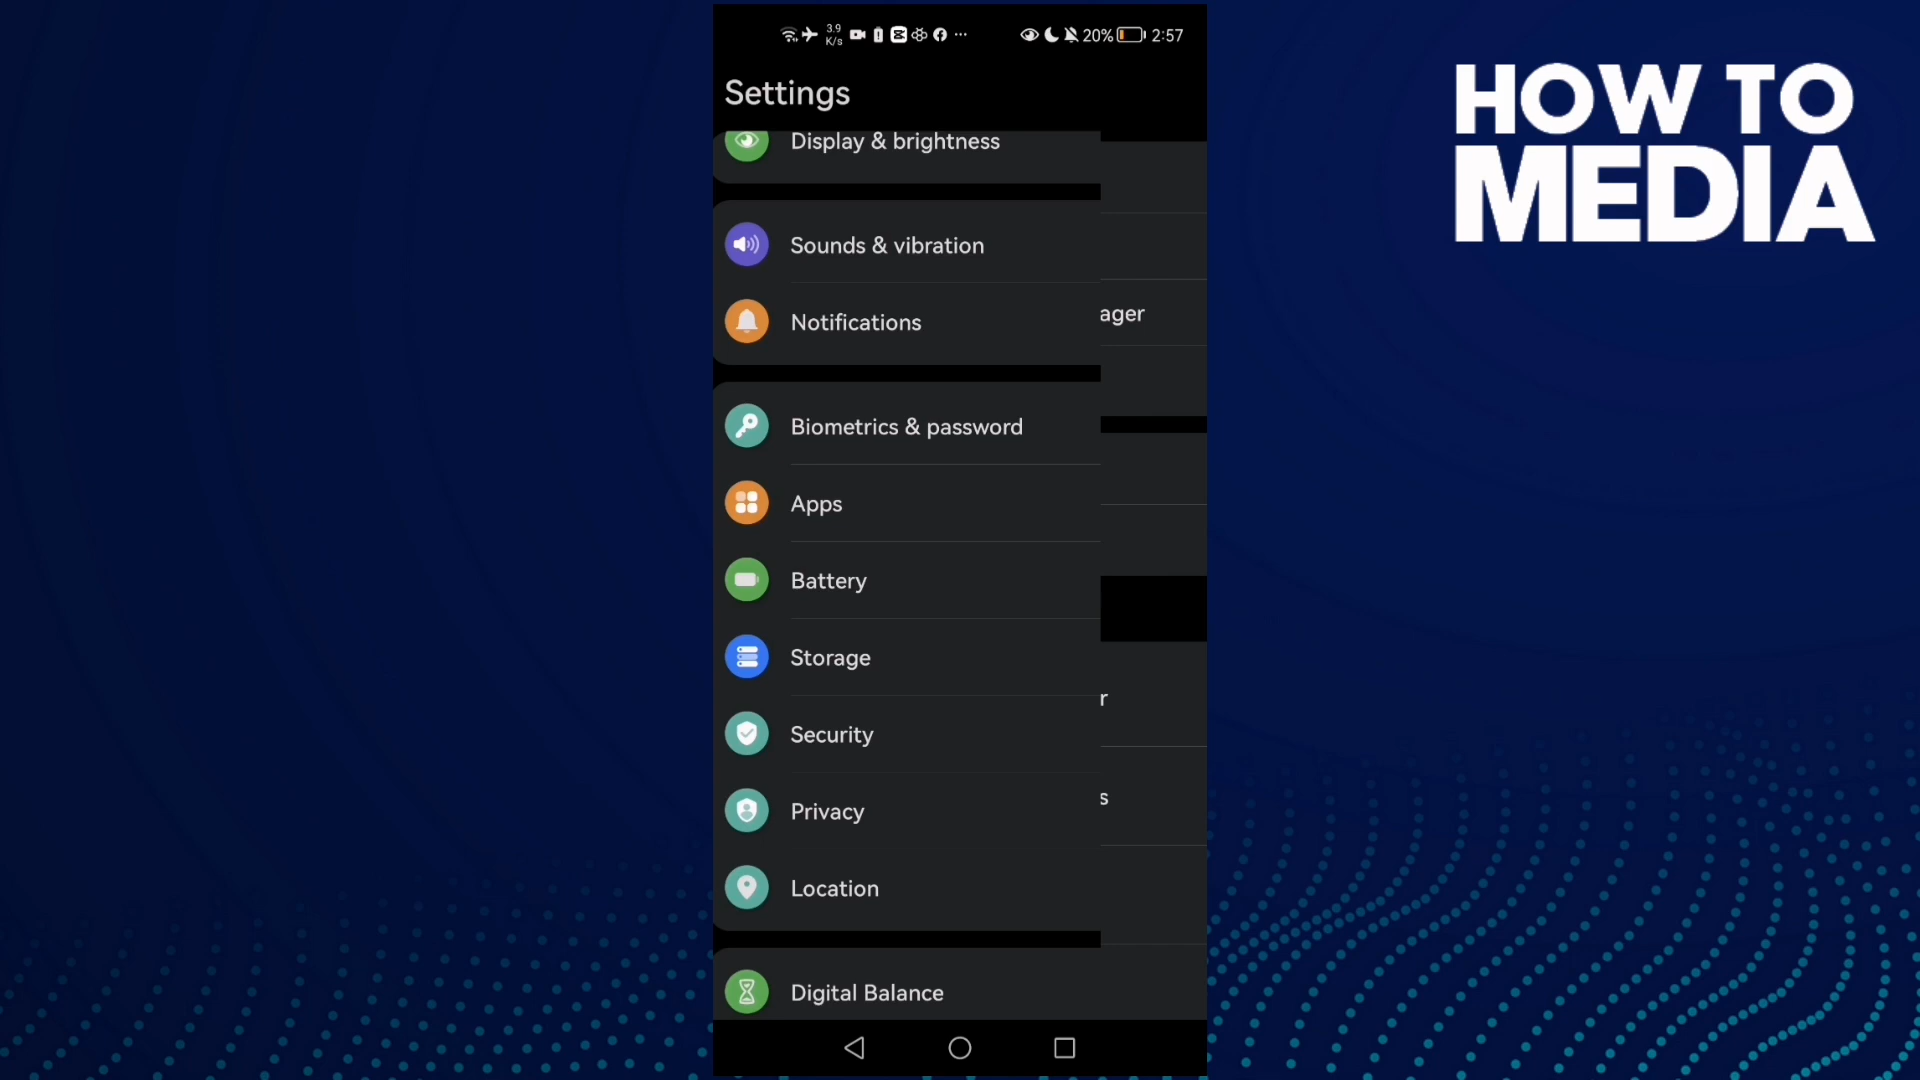 3.9
K/s
20%
2:57
Settings
HOW TO
MEDIA
Display & brightness
Sounds & vibration
ager
Notifications
Biometrics & password
Apps
Battery
Storage
r
Security
s
Privacy
Location
Digital Balance